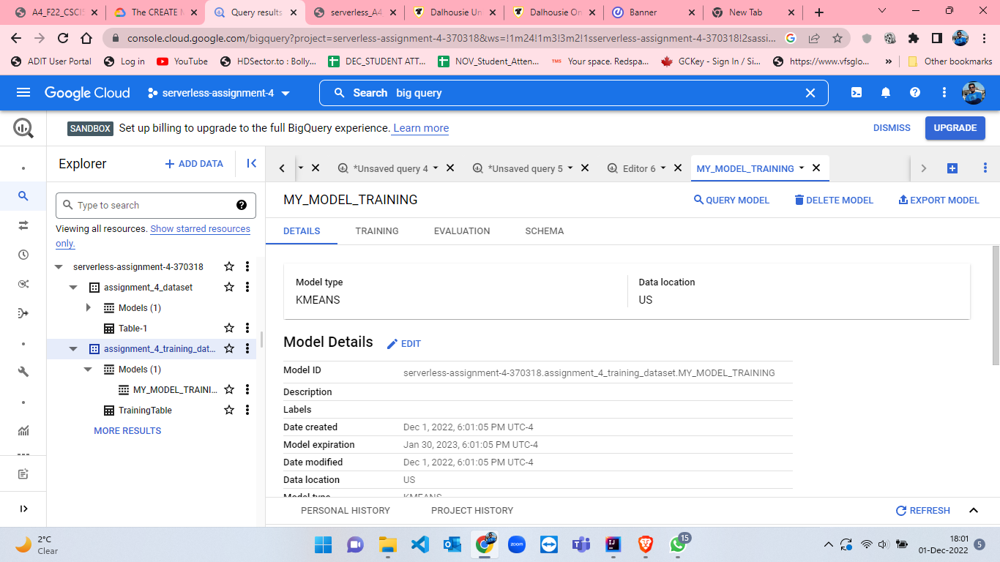 A4_F22_CSCI5
The CREATE M
Query results
serverless_A4
Dalhousie Un
Dalhousie On
Banner
New Tab
console.cloud.google.com/bigquery?project=serverless-assignment-4-370318&ws=!1m24!1m3!3m2!1sserverless-assignment-4-370318!2sassi...
ADIT User Portal
Log in
YouTube
HDSector.to : Bolly...
DEC_STUDENT ATT...
NOV_Student_Atten...
TMS
Your space. Redspa...
GCKey - Sign In / Si...
https://www.vfsglo...
»
Other bookmarks
Google Cloud
serverless-assignment-4
Search big query
SANDBOX
Set up billing to upgrade to the full BigQuery experience. Learn more
DISMISS
UPGRADE
Explorer
+ ADD DATA
*Unsaved query 4
*Unsaved query 5
Editor 6
MY_MODEL_TRAINING
Type to search
Viewing all resources. Show starred resources
only.
serverless-assignment-4-370318
assignment_4_dataset
Models (1)
Table-1
assignment_4_training_dat...
Models (1)
MY_MODEL_TRAINI...
TrainingTable
MORE RESULTS
MY_MODEL_TRAINING
QUERY MODEL
DELETE MODEL
EXPORT MODEL
DETAILS
TRAINING
EVALUATION
SCHEMA
Model type
KMEANS
Data location
US
Model Details
EDIT
Model ID
serverless-assignment-4-370318.assignment_4_training_dataset.MY_MODEL_TRAINING
Description
Labels
Date created
Dec 1, 2022, 6:01:05 PM UTC-4
Model expiration
Jan 30, 2023, 6:01:05 PM UTC-4
Date modified
Dec 1, 2022, 6:01:05 PM UTC-4
Data location
US
Model type
KMEANS
PERSONAL HISTORY
PROJECT HISTORY
REFRESH
2°C
Clear
zoom
15
18:01
01-Dec-2022
5